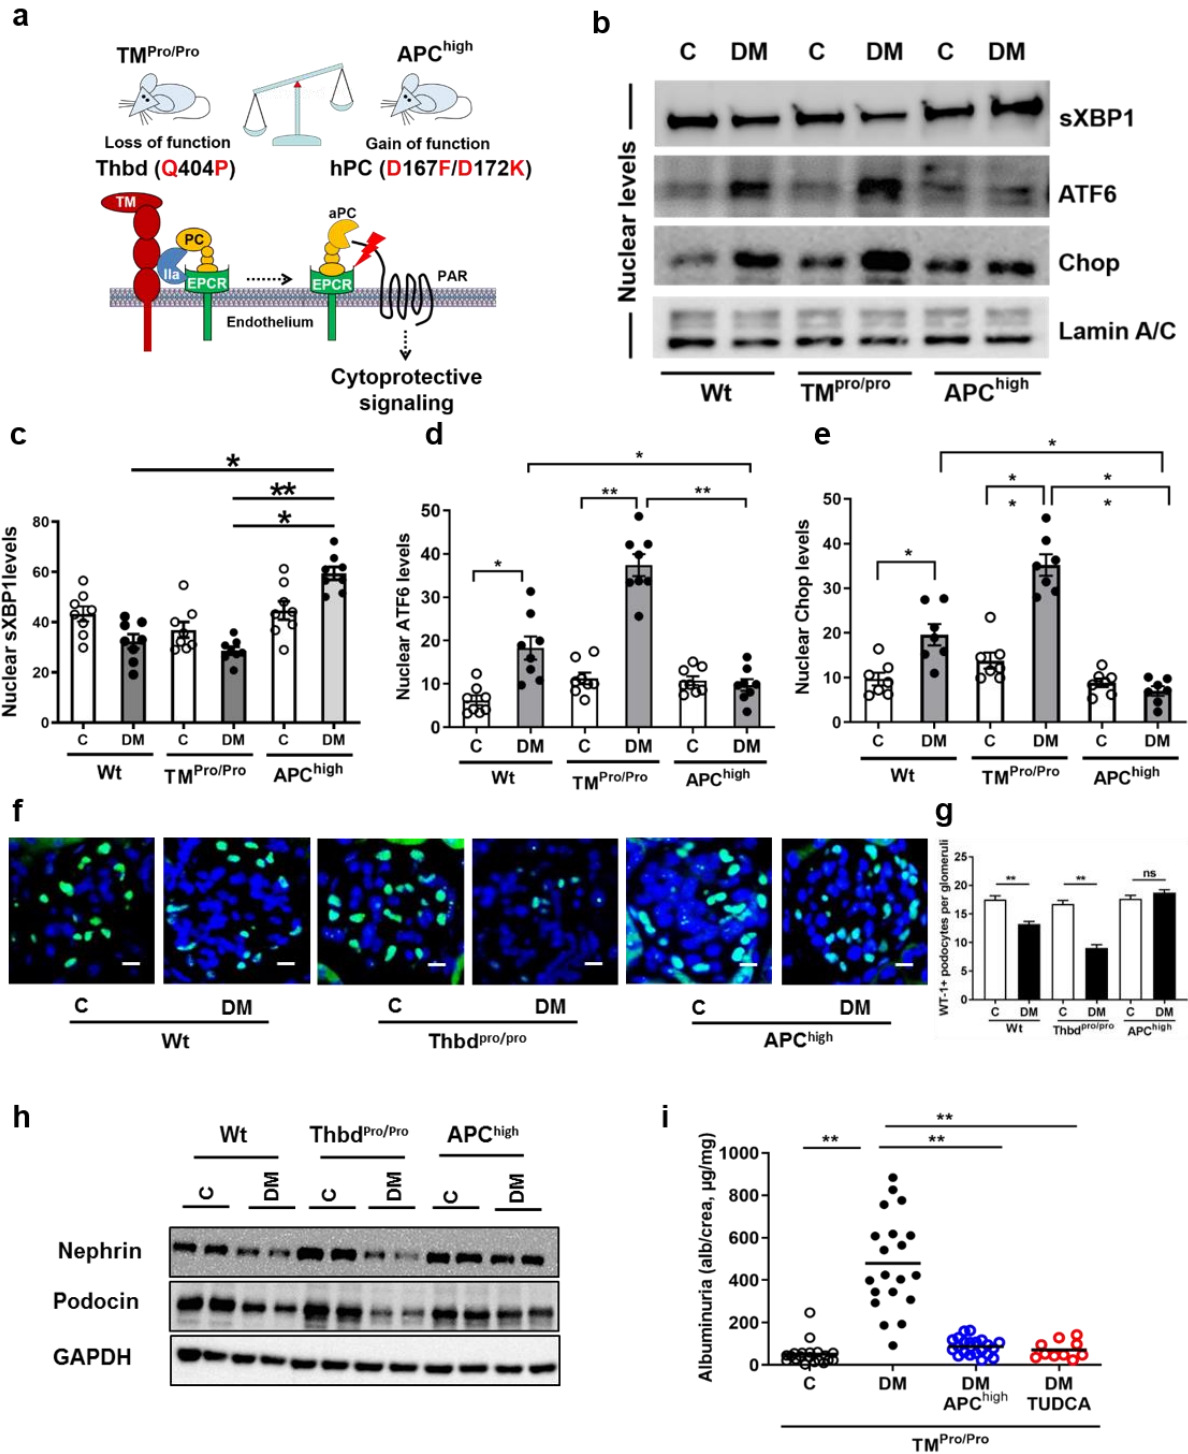 a
TMPro/Pro
APChigh
Loss of function
Gain of function
Thbd (Q404P)
hPC (D167F/D172K)
TM
PC
IIa
EPCR
aPC
EPCR
PAR
Endothelium
Cytoprotective
signaling
b
C DM C DM C DM
Nuclear levels
sXBP1
ATF6
Chop
Lamin A/C
Wt TMpro/pro APChigh
c
*
**
*
Nuclear sXBP1levels
80
60
40
20
0
C DM C DM C DM
Wt TMPro/Pro APChigh
d
*
** **
*
Nuclear ATF6 levels
50
40
30
20
10
0
C DM C DM C DM
Wt TMPro/Pro APChigh
e
*
* *
* *
*
Nuclear Chop levels
50
40
30
20
10
0
C DM C DM C DM
Wt TMPro/Pro APChigh
f
C DM C DM C DM
Wt Thbdpro/pro APChigh
g
WT-1+ podocytes per glomeruli
25
20
15
10
5
0
** ** ns
C DM C DM C DM
Wt Thbdpro/pro APChigh
h
Wt ThbdPro/Pro APChigh
C DM C DM C DM
Nephrin
Podocin
GAPDH
i
**
** **
Albuminuria (alb/crea, µg/mg)
1000
800
600
400
200
0
C DM DM DM
APChigh TUDCA
TMPro/Pro